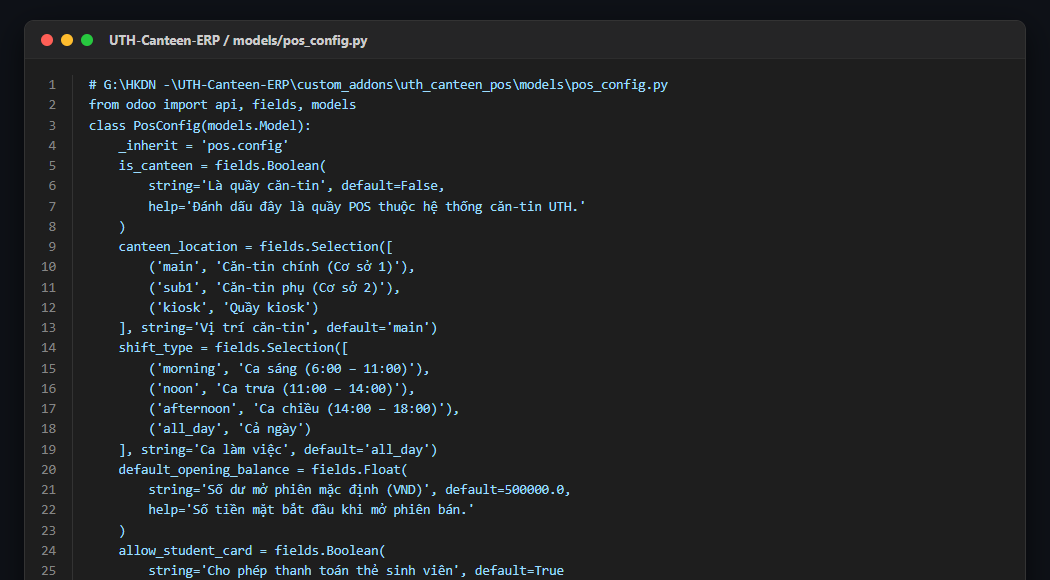 UTH-Canteen-ERP / models/pos_config.py
1 # G:\HKDN -\UTH-Canteen-ERP\custom_addons\uth_canteen_pos\models\pos_config.py
2 from odoo import api, fields, models
3 class PosConfig(models.Model):
4     _inherit = 'pos.config'
5     is_canteen = fields.Boolean(
6         string='Là quầy căn-tin', default=False,
7         help='Đánh dấu đây là quầy POS thuộc hệ thống căn-tin UTH.'
8     )
9     canteen_location = fields.Selection([
10         ('main', 'Căn-tin chính (Cơ sở 1)'),
11         ('sub1', 'Căn-tin phụ (Cơ sở 2)'),
12         ('kiosk', 'Quầy kiosk')
13     ], string='Vị trí căn-tin', default='main')
14     shift_type = fields.Selection([
15         ('morning', 'Ca sáng (6:00 – 11:00)'),
16         ('noon', 'Ca trưa (11:00 – 14:00)'),
17         ('afternoon', 'Ca chiều (14:00 – 18:00)'),
18         ('all_day', 'Cả ngày')
19     ], string='Ca làm việc', default='all_day')
20     default_opening_balance = fields.Float(
21         string='Số dư mở phiên mặc định (VND)', default=500000.0,
22         help='Số tiền mặt bắt đầu khi mở phiên bán.'
23     )
24     allow_student_card = fields.Boolean(
25         string='Cho phép thanh toán thẻ sinh viên', default=True